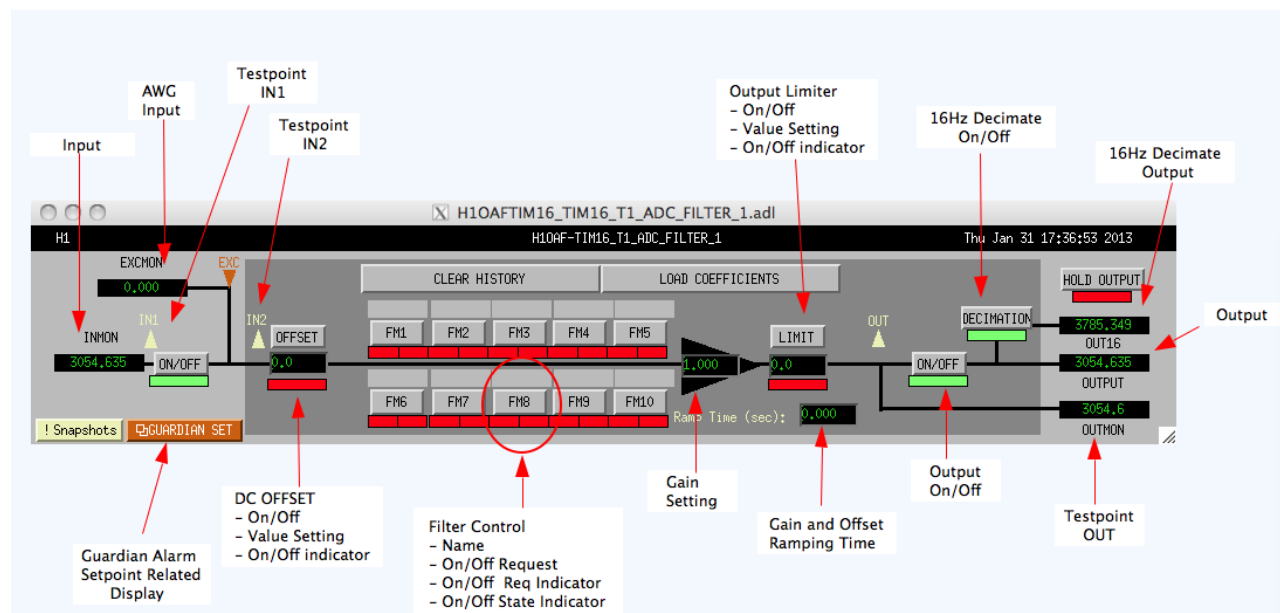 Testpoint
IN1
AWG
Input
Testpoint
IN2
Input
Output Limiter
– On/Off
– Value Setting
– On/Off indicator
16Hz Decimate
On/Off
16Hz Decimate
Output
H1OAFTIM16_TIM16_T1_ADC_FILTER_1.adl
H1
H1OAF-TIM16_T1_ADC_FILTER_1
Thu Jan 31 17:36:53 2013
EXCMON
EXC
0.000
CLEAR HISTORY
LOAD COEFFICIENTS
HOLD OUTPUT
IN1
IN2
OFFSET
FM1
FM2
FM3
FM4
FM5
LIMIT
OUT
DECIMATION
3785.349
OUT16
Output
INMON
3054.635
ON/OFF
0.0
1.000
0.0
ON/OFF
3054.635
OUTPUT
FM6
FM7
FM8
FM9
FM10
Ramp Time (sec):
0.000
3054.6
OUTMON
! Snapshots
GUARDIAN SET
Guardian Alarm
Setpoint Related
Display
DC OFFSET
– On/Off
– Value Setting
– On/Off indicator
Filter Control
– Name
– On/Off Request
– On/Off Req Indicator
– On/Off State Indicator
Gain
Setting
Gain and Offset
Ramping Time
Output
On/Off
Testpoint
OUT